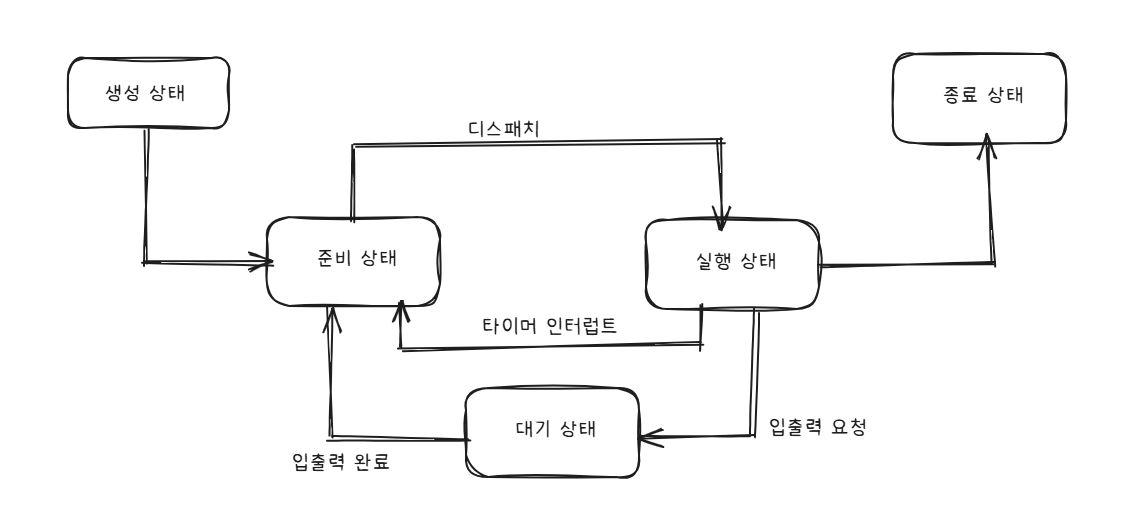 생성 상태
종료 상태
디스패치
준비 상태
실행 상태
타이머 인터럽트
대기 상태
입출력 요청
입출력 완료